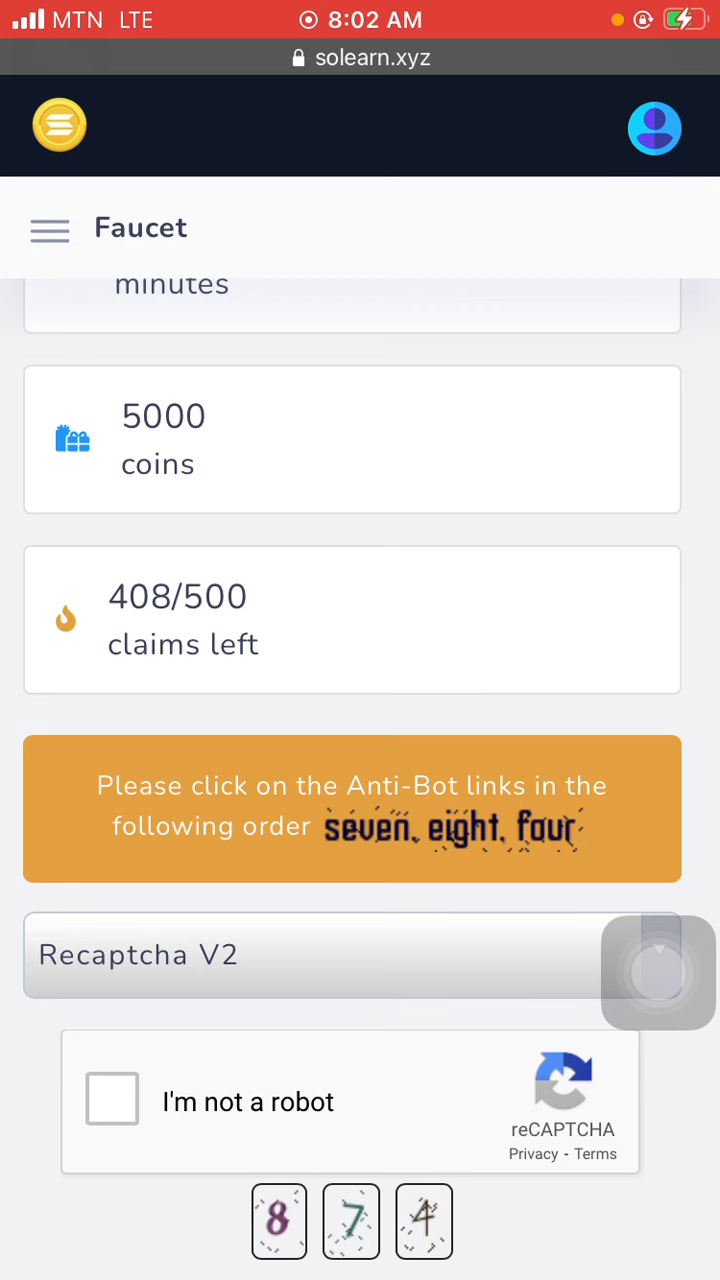 MTN LTE 8:02 AM
solearn.xyz
Faucet
minutes
5000
coins
408/500
claims left
Please click on the Anti-Bot links in the
following order seven, eight, four
Recaptcha V2
I'm not a robot
reCAPTCHA
Privacy - Terms
8 7 4